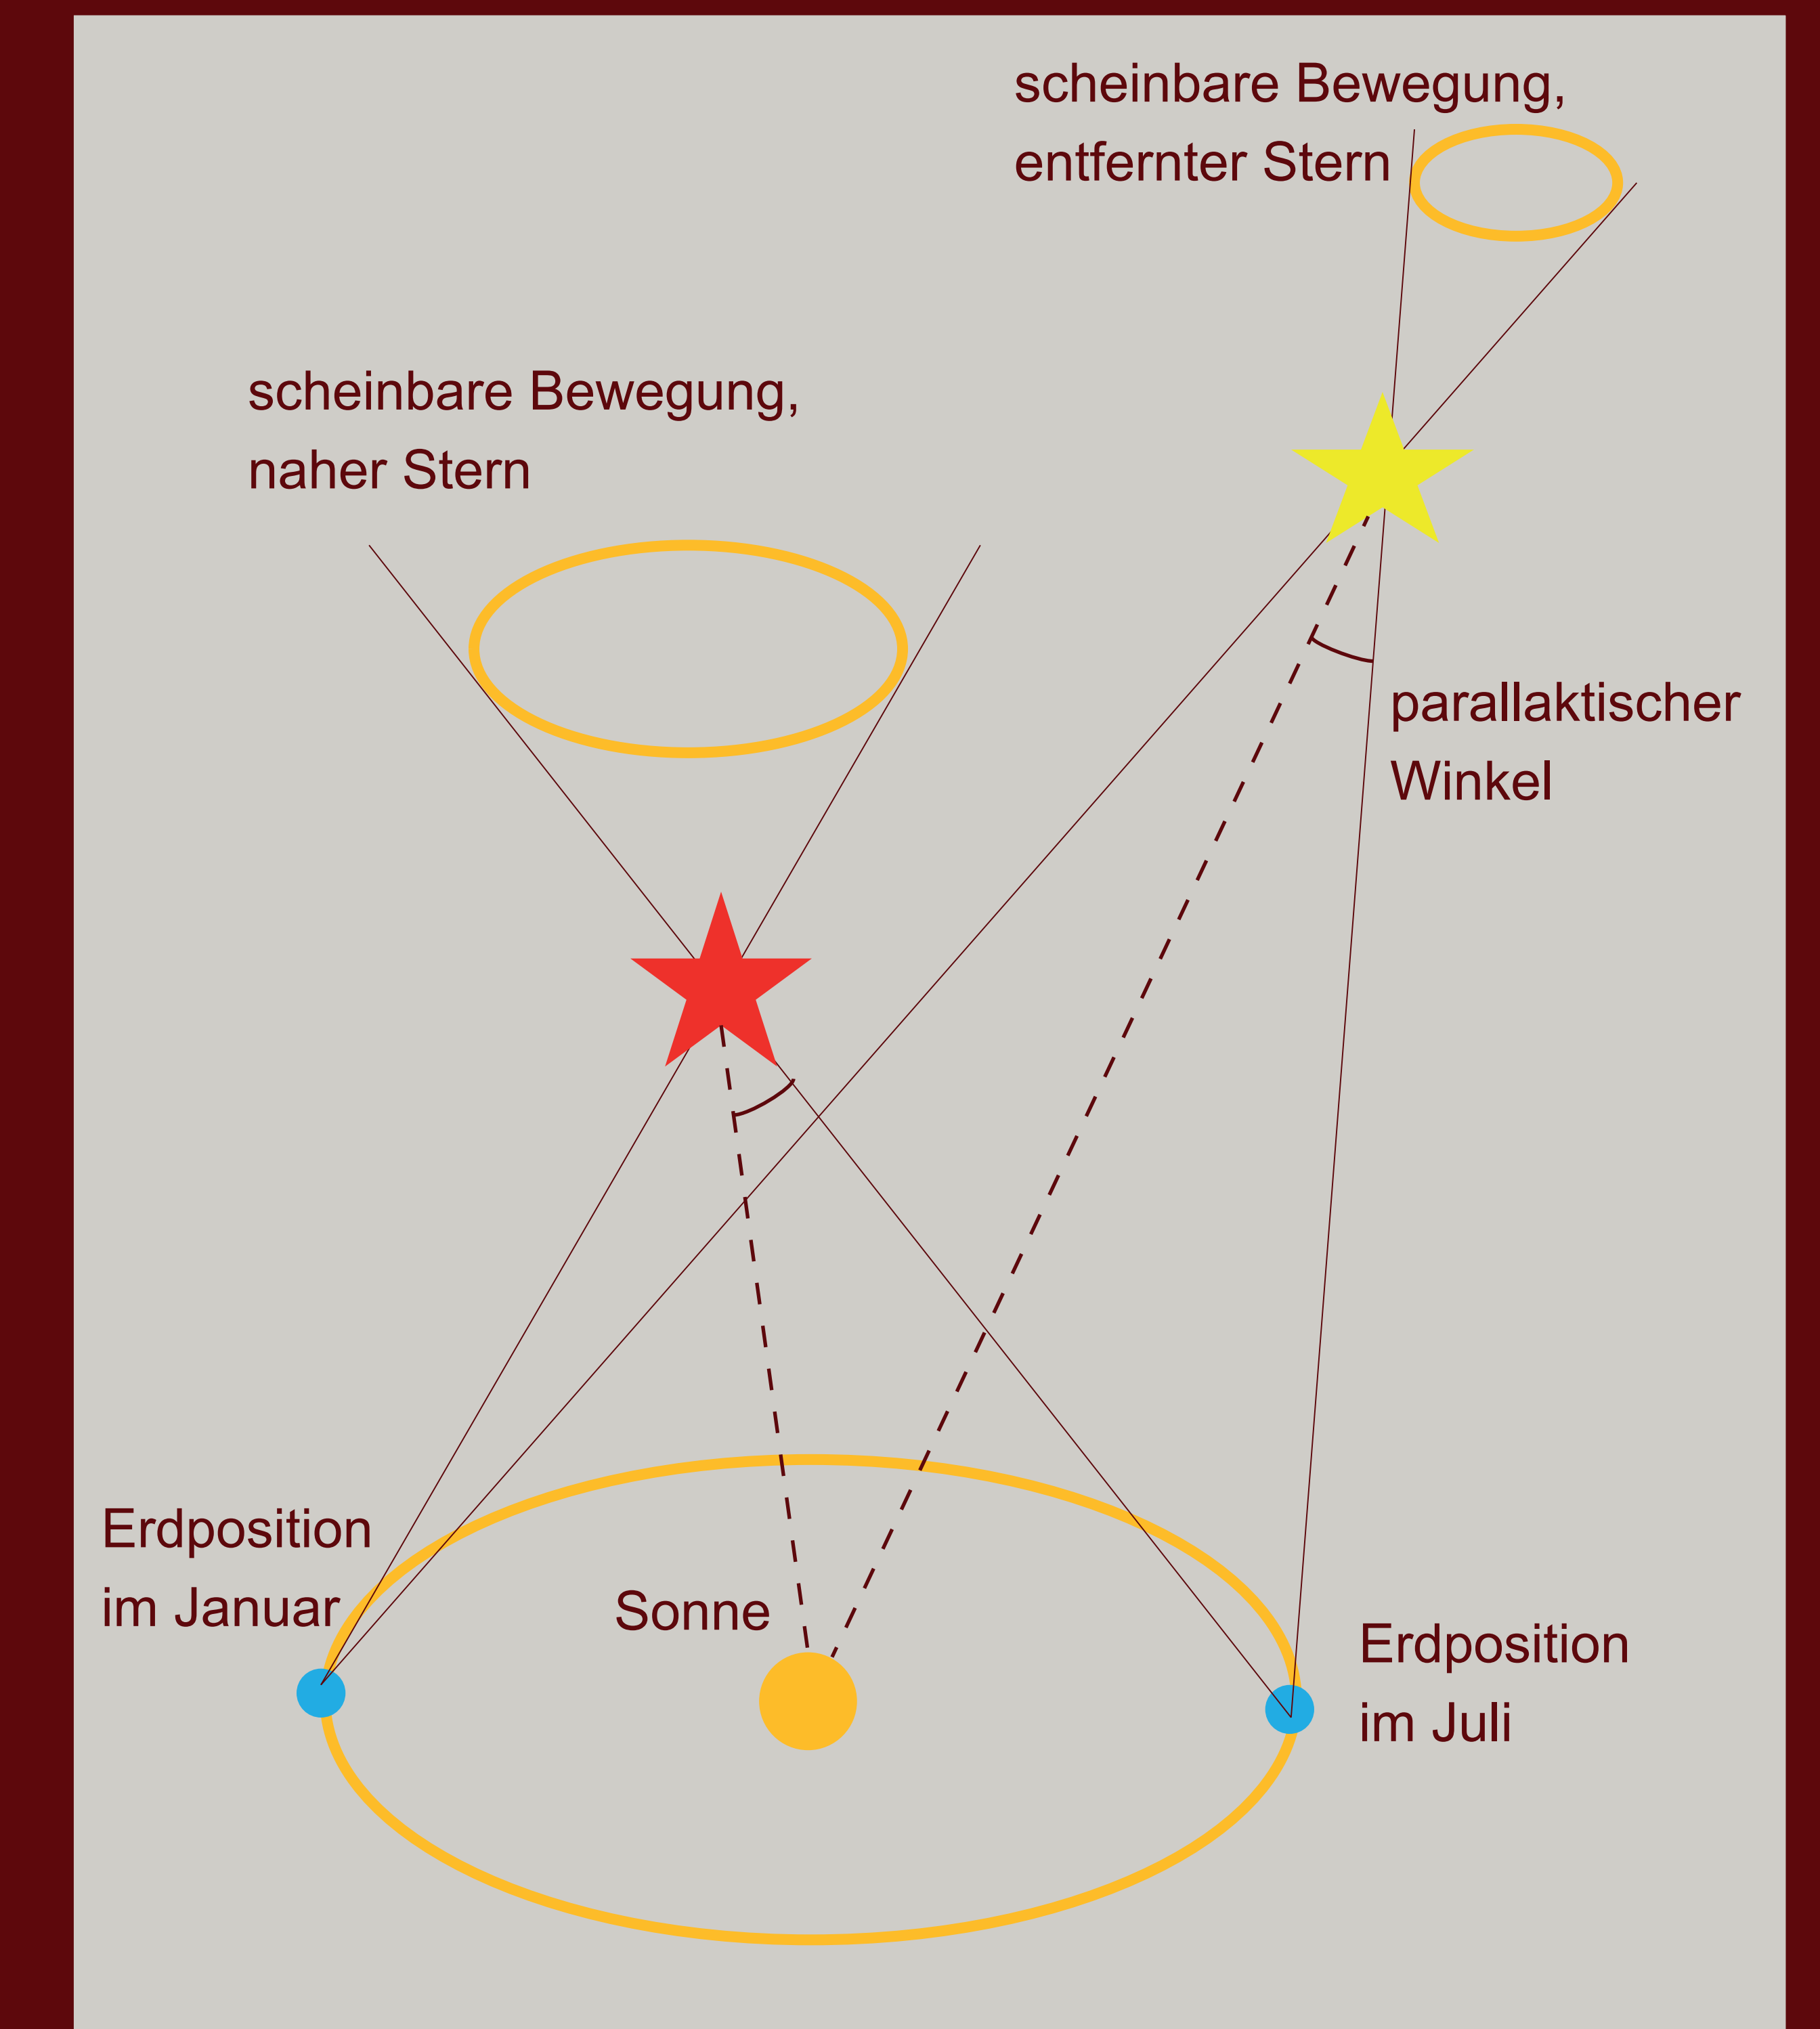 scheinbare Bewegung,
entfernter Stern
scheinbare Bewegung,
naher Stern
parallaktischer
Winkel
Erdposition
im Januar
Sonne
Erdposition
im Juli